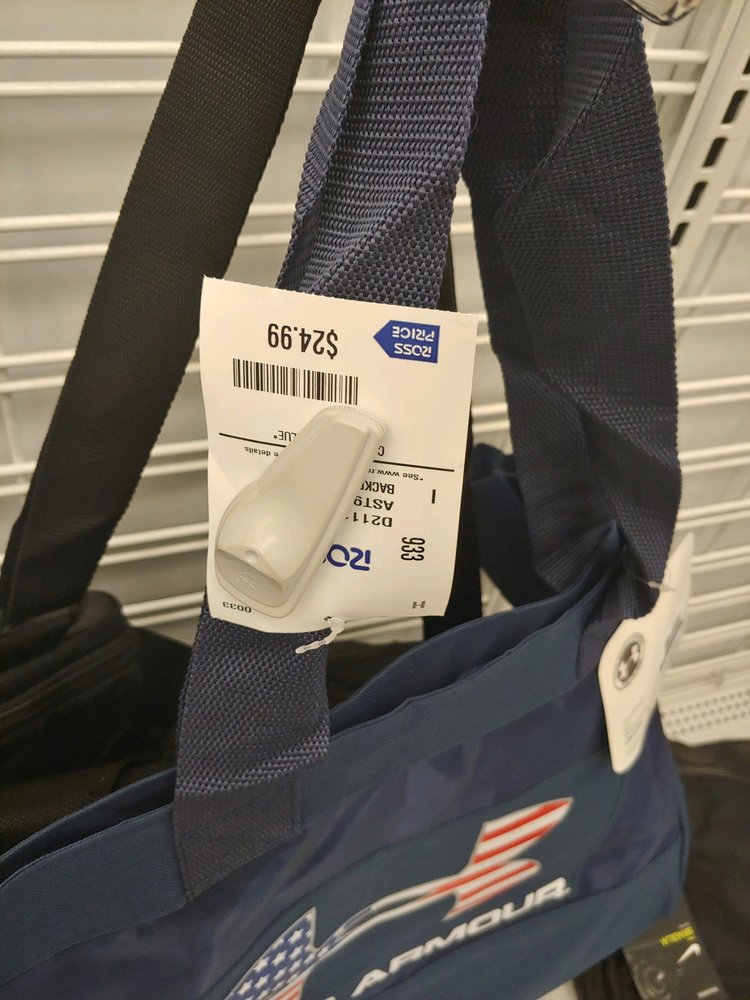 ROSS
PRICE
$24.99
933
D211
AST9
BACK
I
*See www.r
e details
C
LUE*
H
0033
ARMOUR